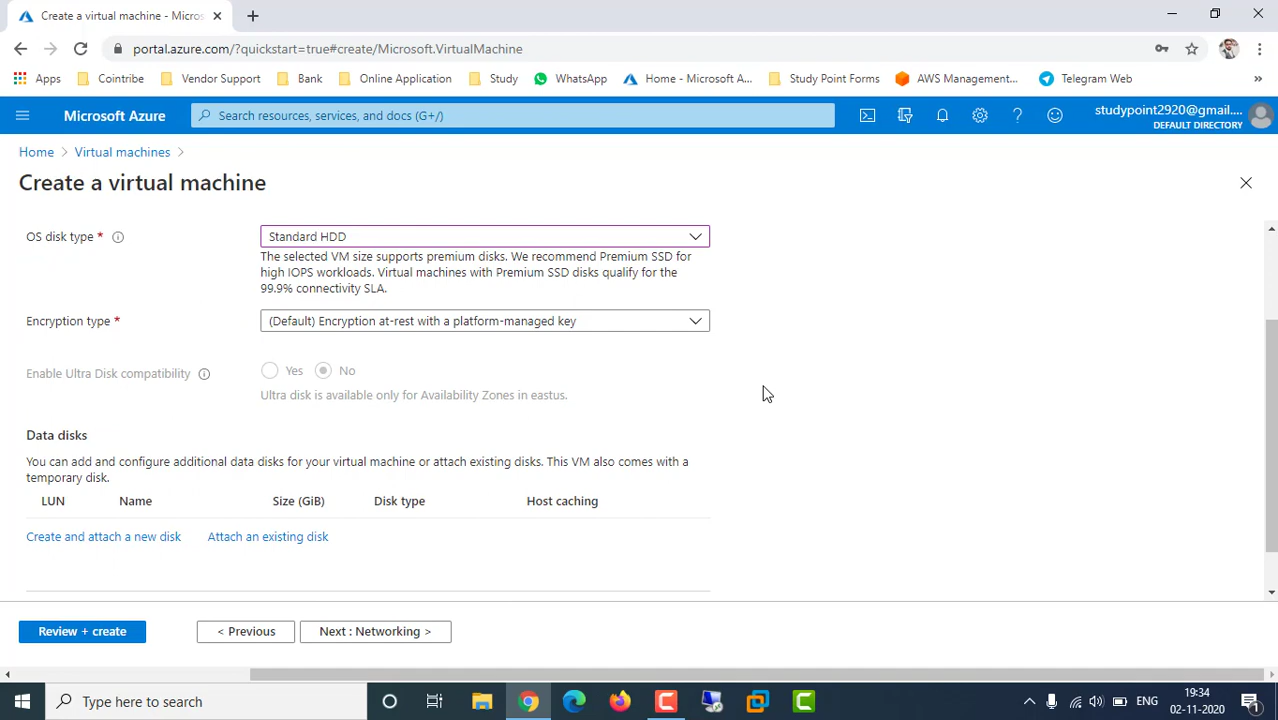 Create a virtual machine - Micros
portal.azure.com/?quickstart=true#create/Microsoft.VirtualMachine
Apps
Cointribe
Vendor Support
Bank
Online Application
Study
WhatsApp
Home - Microsoft A...
Study Point Forms
AWS Management...
Telegram Web
»
Microsoft Azure
Search resources, services, and docs (G+/)
studypoint2920@gmail....
DEFAULT DIRECTORY
Home > Virtual machines >
Create a virtual machine
OS disk type *
Standard HDD
The selected VM size supports premium disks. We recommend Premium SSD for
high IOPS workloads. Virtual machines with Premium SSD disks qualify for the
99.9% connectivity SLA.
Encryption type *
(Default) Encryption at-rest with a platform-managed key
Enable Ultra Disk compatibility
Yes
No
Ultra disk is available only for Availability Zones in eastus.
Data disks
You can add and configure additional data disks for your virtual machine or attach existing disks. This VM also comes with a
temporary disk.
LUN Name Size (GiB) Disk type Host caching
Create and attach a new disk
Attach an existing disk
Review + create
< Previous
Next : Networking >
Type here to search
ENG
19:34
02-11-2020
1